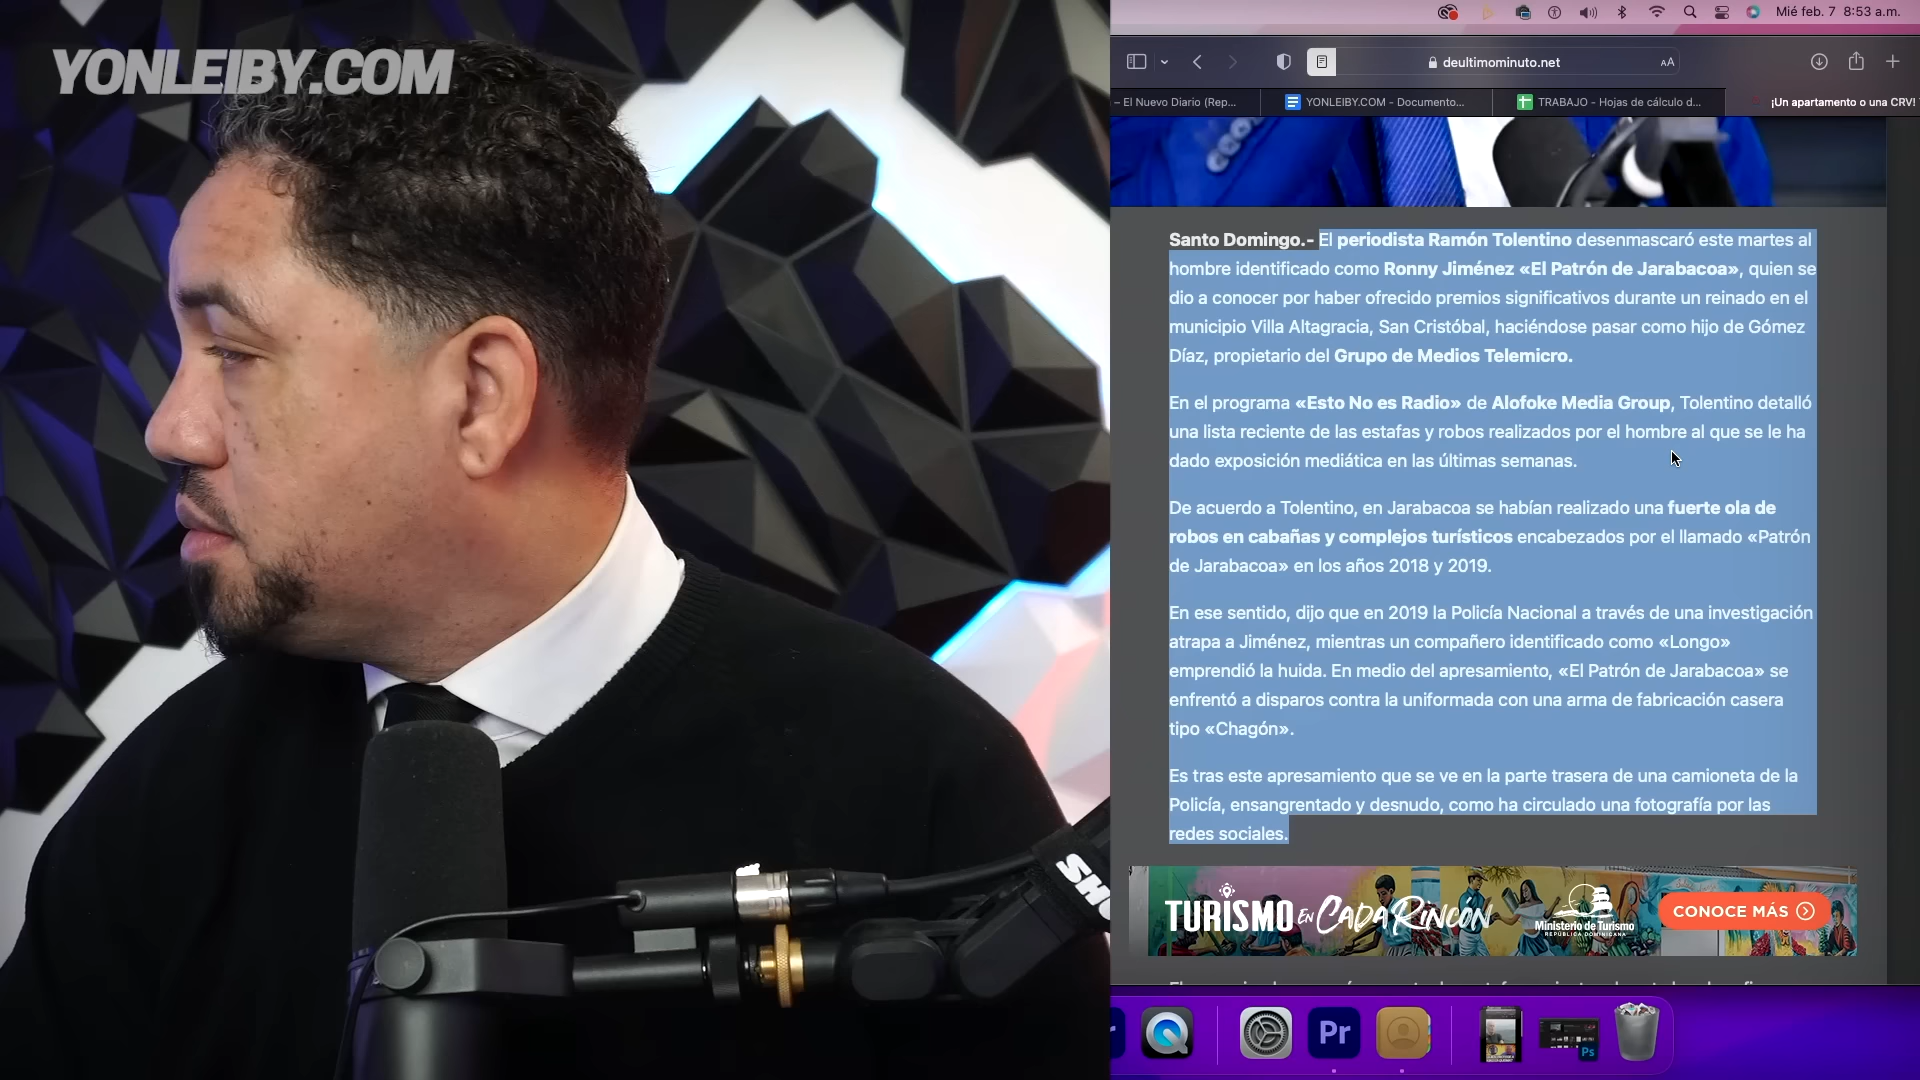 YONLEIBY.COM
Mié feb. 7 8:53 a.m.
deultimominuto.net
AA
– El Nuevo Diario (Rep...
YONLEIBY.COM - Documento...
TRABAJO - Hojas de cálculo d...
¡Un apartamento o una CRV!
Santo Domingo.- El periodista Ramón Tolentino desenmascaró este martes al
hombre identificado como Ronny Jiménez «El Patrón de Jarabacoa», quien se
dio a conocer por haber ofrecido premios significativos durante un reinado en el
municipio Villa Altagracia, San Cristóbal, haciéndose pasar como hijo de Gómez
Díaz, propietario del Grupo de Medios Telemicro.
En el programa «Esto No es Radio» de Alofoke Media Group, Tolentino detalló
una lista reciente de las estafas y robos realizados por el hombre al que se le ha
dado exposición mediática en las últimas semanas.
De acuerdo a Tolentino, en Jarabacoa se habían realizado una fuerte ola de
robos en cabañas y complejos turísticos encabezados por el llamado «Patrón
de Jarabacoa» en los años 2018 y 2019.
En ese sentido, dijo que en 2019 la Policía Nacional a través de una investigación
atrapa a Jiménez, mientras un compañero identificado como «Longo»
emprendió la huida. En medio del apresamiento, «El Patrón de Jarabacoa» se
enfrentó a disparos contra la uniformada con una arma de fabricación casera
tipo «Chagón».
Es tras este apresamiento que se ve en la parte trasera de una camioneta de la
Policía, ensangrentado y desnudo, como ha circulado una fotografía por las
redes sociales.
TURISMO EN CADA RINCÓN
Ministerio de Turismo
REPÚBLICA DOMINICANA
CONOCE MÁS
Pr
Ps